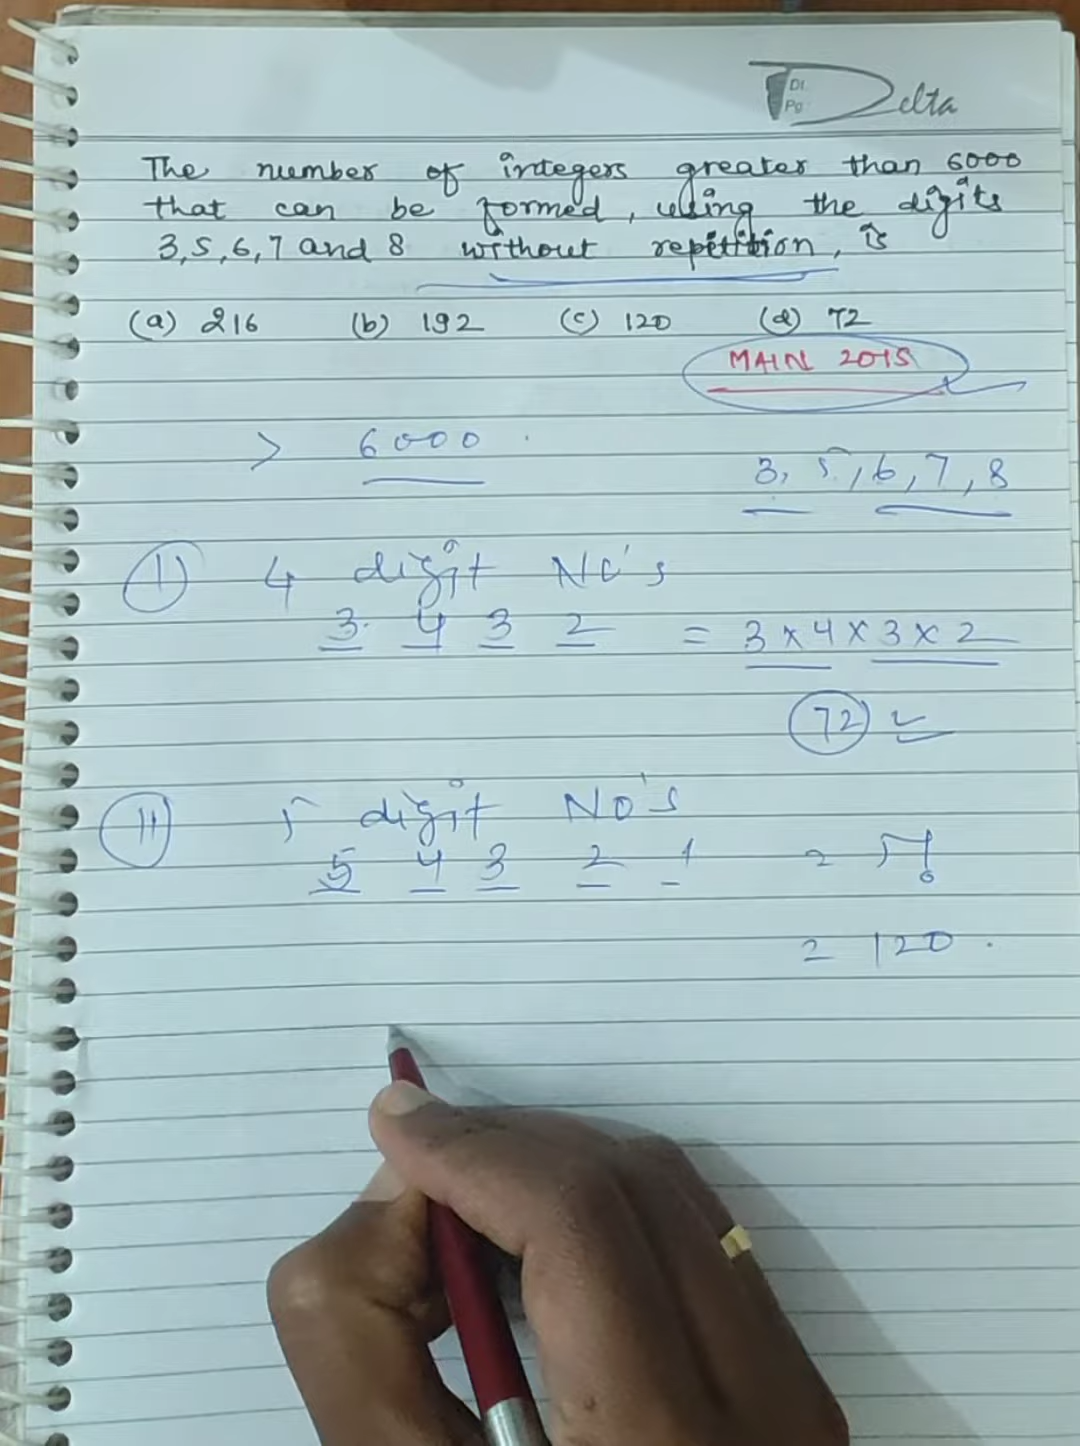 Di
Po
Delta
The number of integers greater than 6000
that can be formed, using the digits
3,5,6,7 and 8 without repetition, is
(a) 216 (b) 192 (c) 120 (d) 72
MAIN 2015
> 6000
3, 5, 6, 7, 8
(I) 4 digit NO's
3 4 3 2 = 3 × 4 × 3 × 2
72
(II) 5 digit NO's
5 4 3 2 1 = 5!
= 120